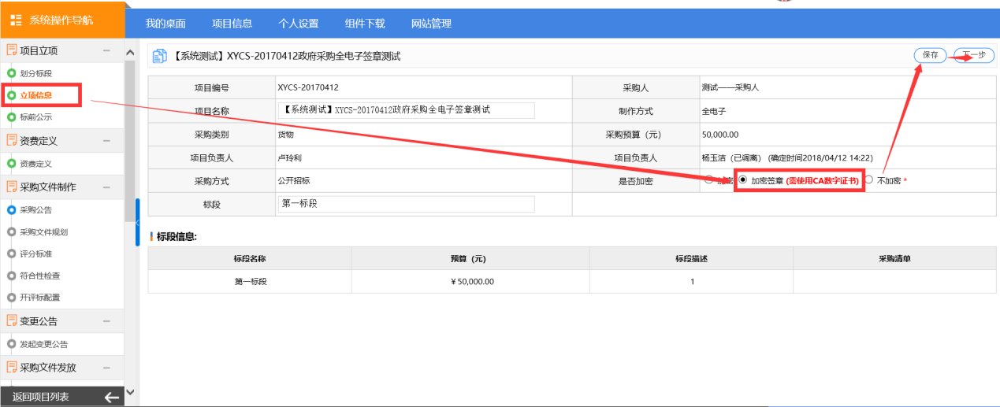 系统操作导航
我的桌面 项目信息 个人设置 组件下载 网站管理
项目立项
划分标段
立项信息
标前公示
资费定义
资费定义
采购文件制作
采购公告
采购文件规划
评分标准
符合性检查
开评标配置
变更公告
发起变更公告
采购文件发放
返回项目列表
【系统测试】XYCS-20170412政府采购全电子签章测试
保存 下一步
项目编号 XYCS-20170412 采购人 测试——采购人
项目名称 【系统测试】XYCS-20170412政府采购全电子签章测试 制作方式 全电子
采购类别 货物 采购预算（元） 50,000.00
项目负责人 卢玲利 项目负责人 杨玉洁（已调离）（确定时间2018/04/12 14:22）
采购方式 公开招标 是否加密 加密签章 (需使用CA数字证书) 不加密 *
标段 第一标段
标段信息:
标段名称 预算（元） 标段描述 采购清单
第一标段 ￥50,000.00 1